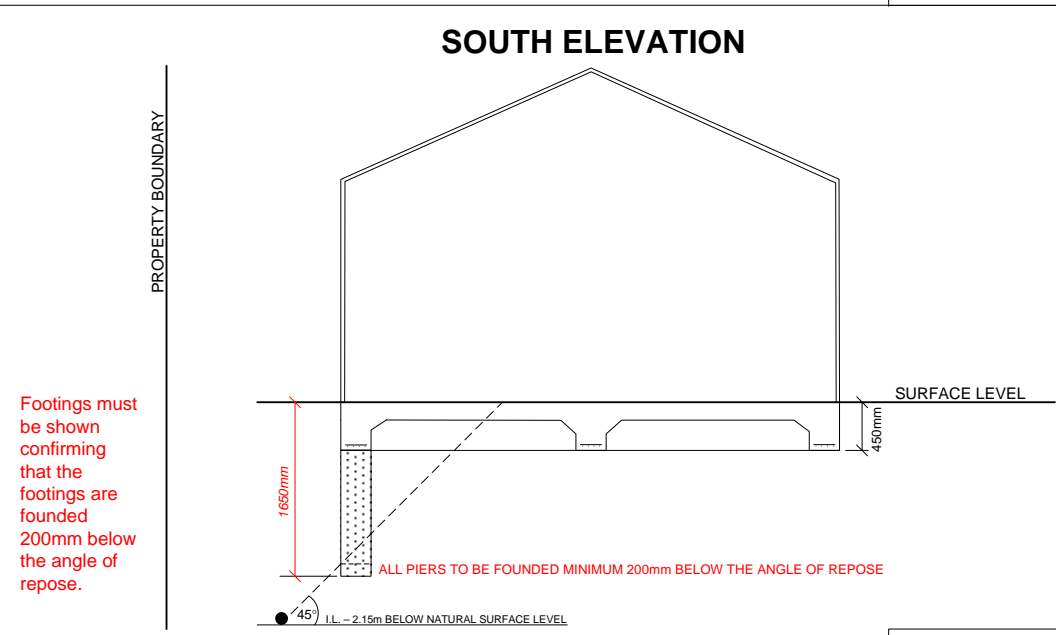 SOUTH ELEVATION
PROPERTY BOUNDARY
SURFACE LEVEL
450mm
Footings must
be shown
confirming
that the
footings are
founded
200mm below
the angle of
repose.
1650mm
ALL PIERS TO BE FOUNDED MINIMUM 200mm BELOW THE ANGLE OF REPOSE
45°
I.L. – 2.15m BELOW NATURAL SURFACE LEVEL